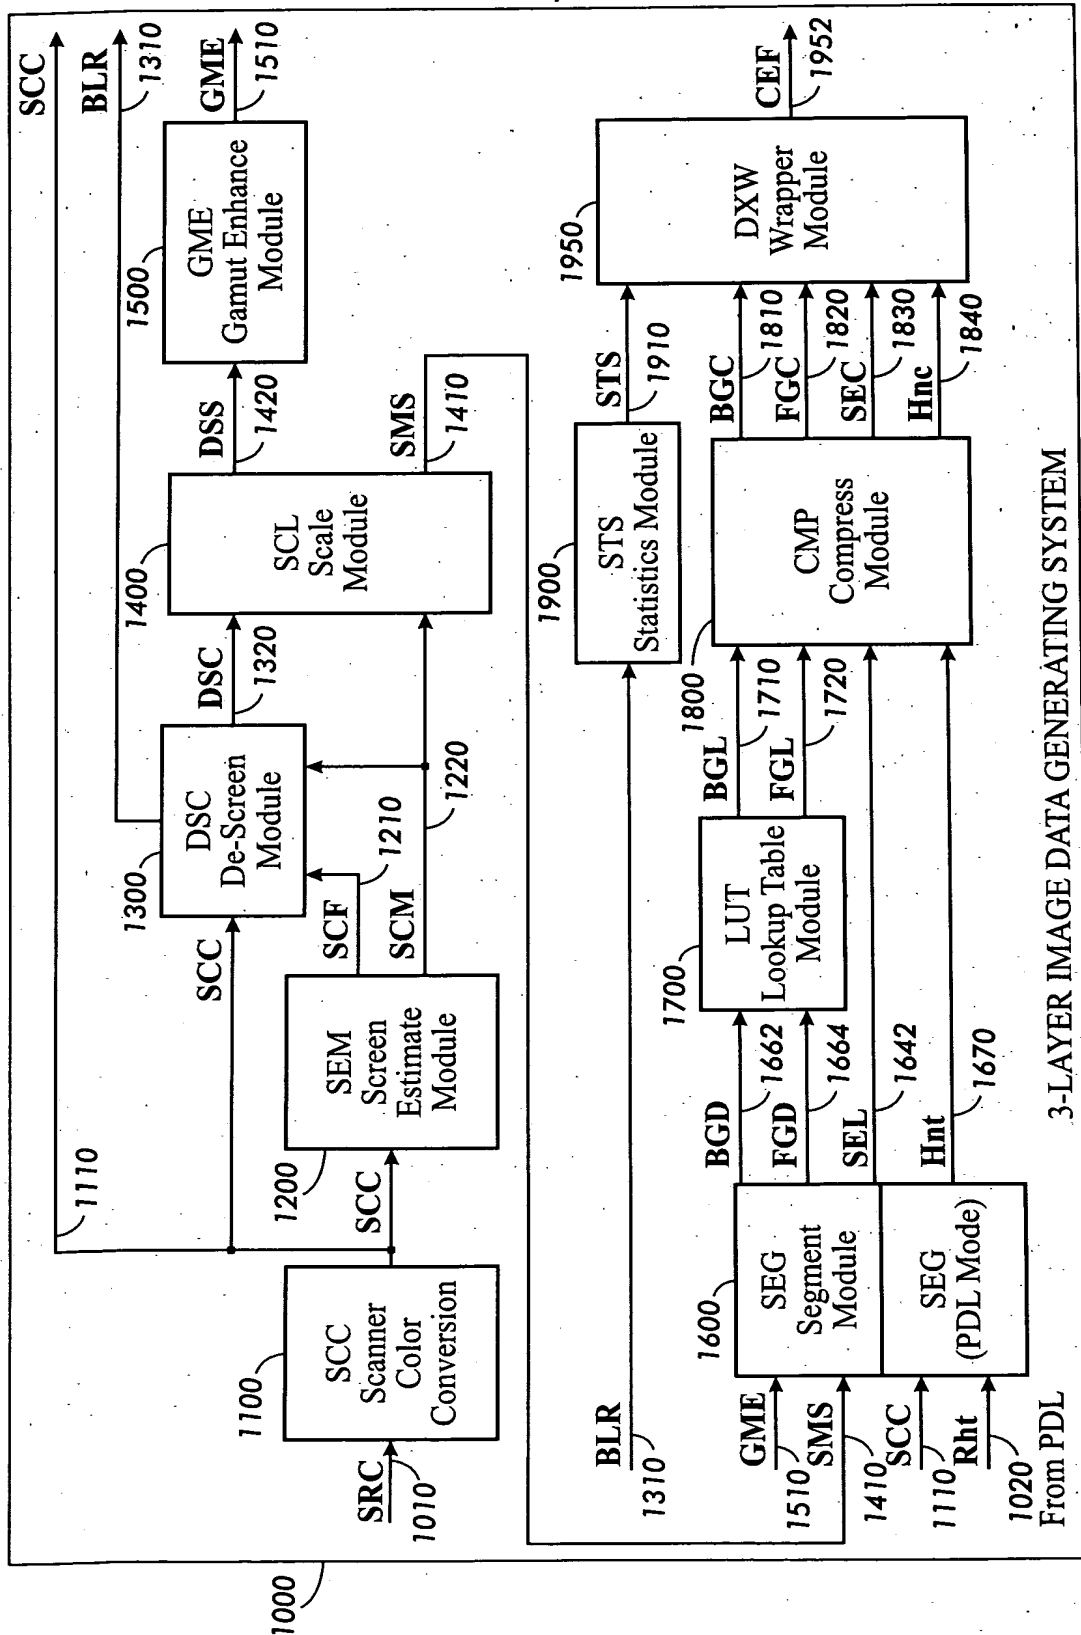 1000
SRC
1010
1100
SCC
Scanner
Color
Conversion
1110
SCC
1200
SEM
Screen
Estimate
Module
SCC
SCF
1210
SCM
1220
1300
DSC
De-Screen
Module
DSC
1320
1400
SCL
Scale
Module
DSS
1420
SMS
1410
1500
GME
Gamut Enhance
Module
SCC
BLR
1310
GME
1510
BLR
1310
GME
1510
SMS
1410
SCC
1110
Rht
1020
From PDL
1600
SEG
Segment
Module
SEG
(PDL Mode)
BGD
1662
FGD
1664
SEL
1642
Hnt
1670
1700
LUT
Lookup Table
Module
BGL
1710
FGL
1720
1800
CMP
Compress
Module
1900
STS
Statistics Module
STS
1910
BGC
1810
FGC
1820
SEC
1830
Hnc
1840
1950
DXW
Wrapper
Module
CEF
1952
3-LAYER IMAGE DATA GENERATING SYSTEM